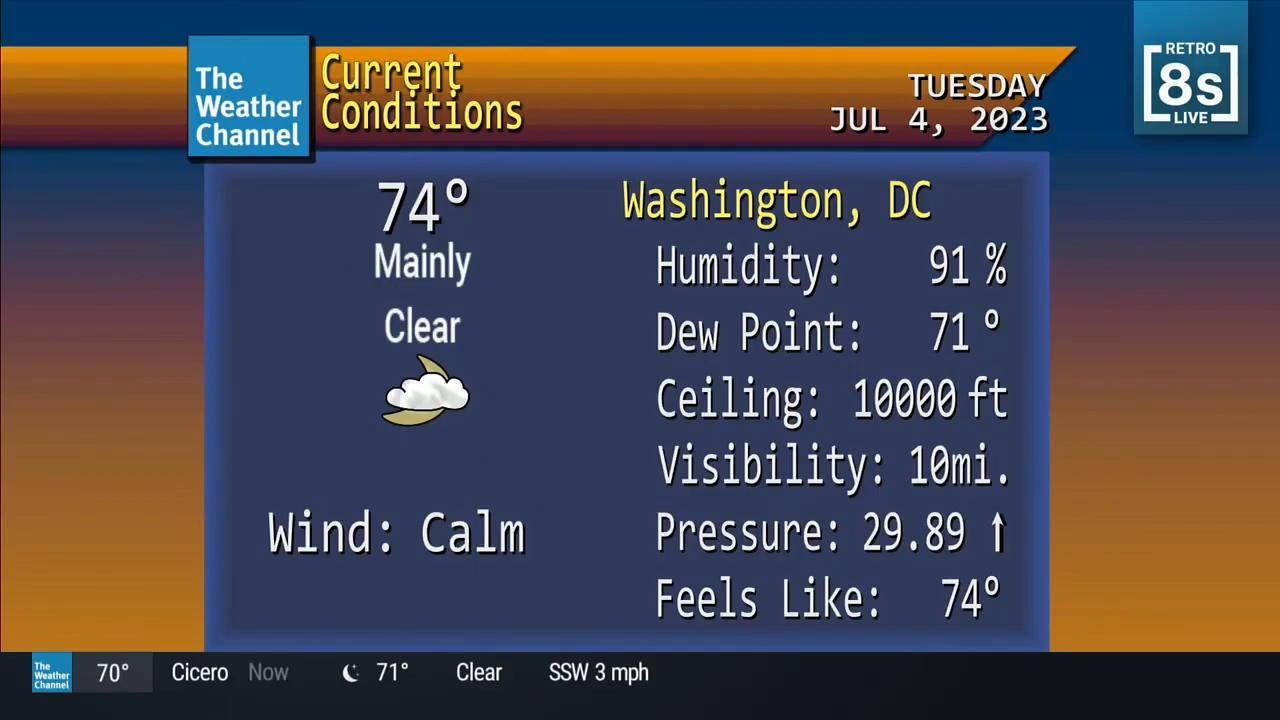 The
Weather
Channel
Current
Conditions
TUESDAY
JUL 4, 2023
RETRO
8s
LIVE
74°
Mainly
Clear
Wind: Calm
Washington, DC
Humidity: 91 %
Dew Point: 71 °
Ceiling: 10000 ft
Visibility: 10mi.
Pressure: 29.89 ↑
Feels Like: 74°
The
Weather
Channel
70° Cicero Now 71° Clear SSW 3 mph